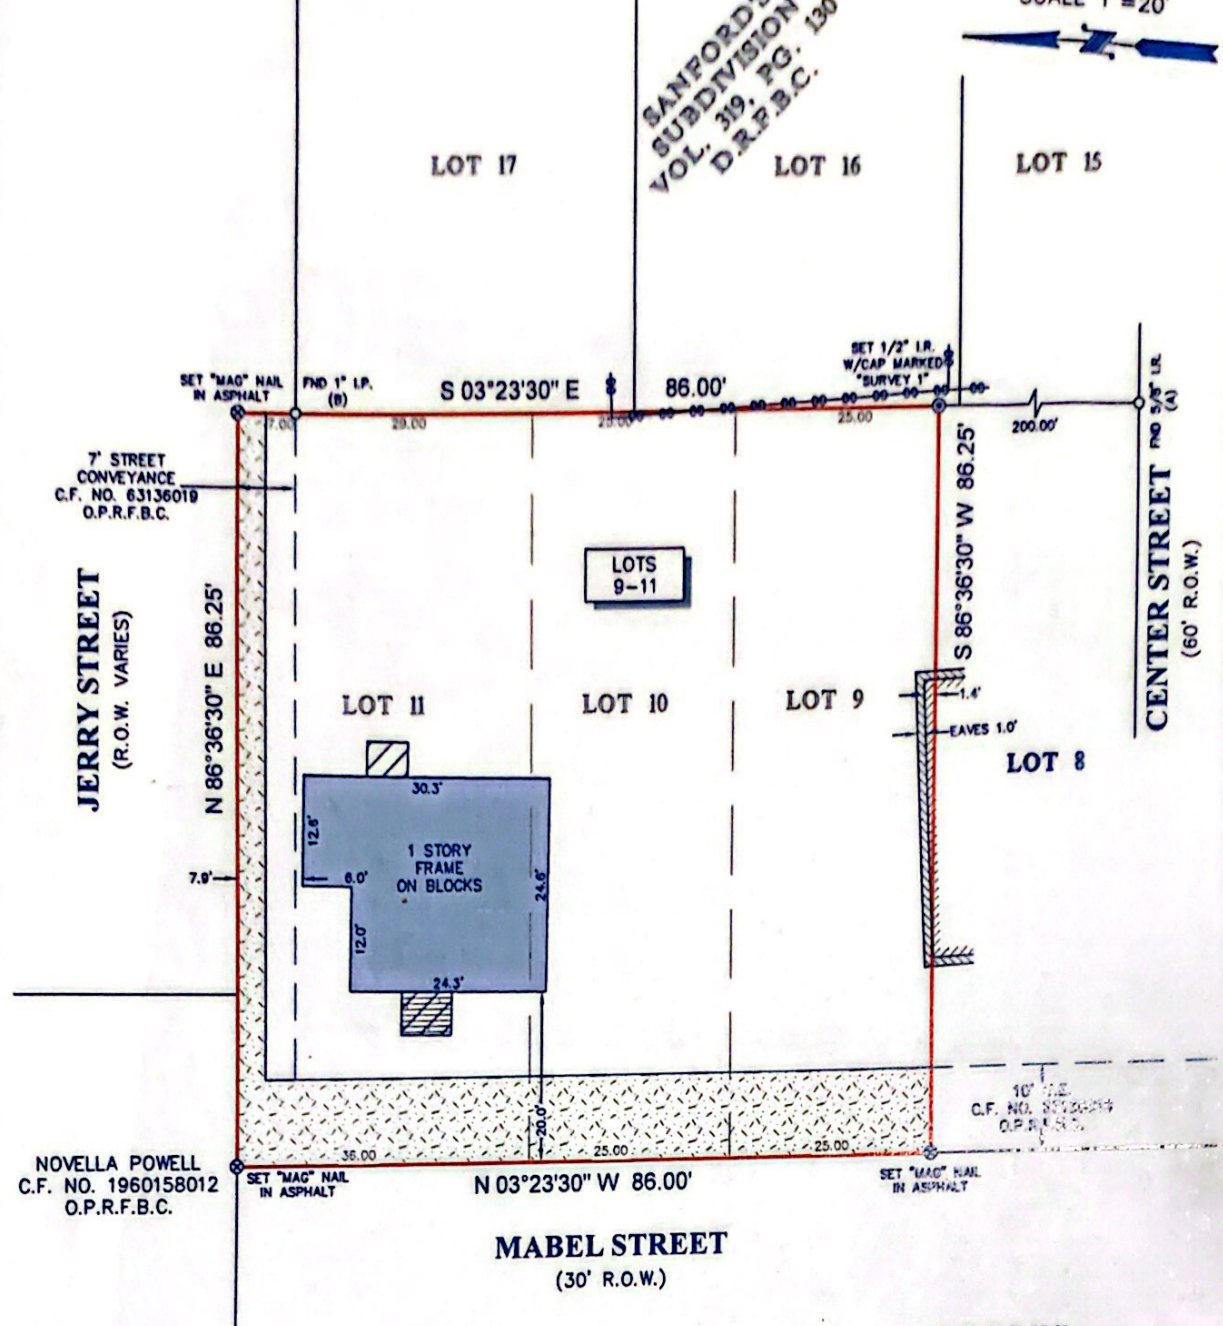 SCALE 1"=20'
SANFORD'S
SUBDIVISION
VOL. 319, PG. 130
D.R.F.B.C.
LOT 17
LOT 16
LOT 15
SET "MAG" NAIL
IN ASPHALT
FND 1" I.P.
(B)
S 03°23'30" E
86.00'
SET 1/2" I.R.
W/CAP MARKED
"SURVEY 1"
FND 5/8" I.R.
(A)
7.00
29.00
25.00
25.00
200.00'
7' STREET
CONVEYANCE
C.F. NO. 63136019
O.P.R.F.B.C.
S 86°36'30" W 86.25'
LOTS
9-11
JERRY STREET
(R.O.W. VARIES)
N 86°36'30" E 86.25'
CENTER STREET
(60' R.O.W.)
LOT 11
LOT 10
LOT 9
1.4'
EAVES 1.0'
LOT 8
30.3'
12.6'
1 STORY
FRAME
ON BLOCKS
7.9'
6.0'
24.6'
12.0'
24.3'
10'
C.F. NO.
20.0'
36.00
25.00
25.00
NOVELLA POWELL
C.F. NO. 1960158012
O.P.R.F.B.C.
SET "MAG" NAIL
IN ASPHALT
N 03°23'30" W 86.00'
SET "MAG" NAIL
IN ASPHALT
MABEL STREET
(30' R.O.W.)